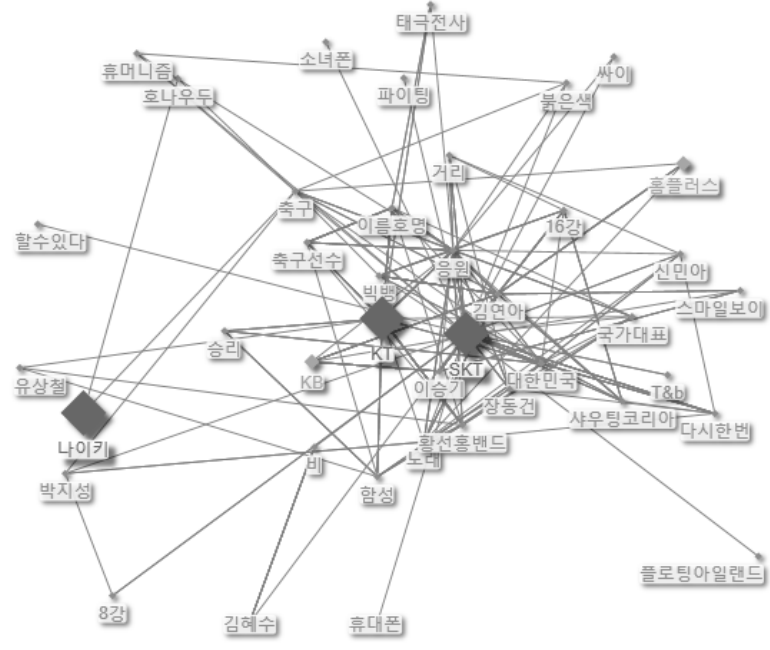 태극전사
소녀폰
휴머니즘
싸이
호나우두
파이팅
붉은색
거리
홈플러스
축구
이름호명
16강
할수있다
축구선수
응원
신민아
빅뱅
김연아
스마일보이
국가대표
승리
KT
SKT
유상철
KB
이승기
대한민국
T&b
장동건
샤우팅코리아
다시한번
나이키
황선홍밴드
노래
박지성
비
함성
플로팅아일랜드
8강
김혜수
휴대폰